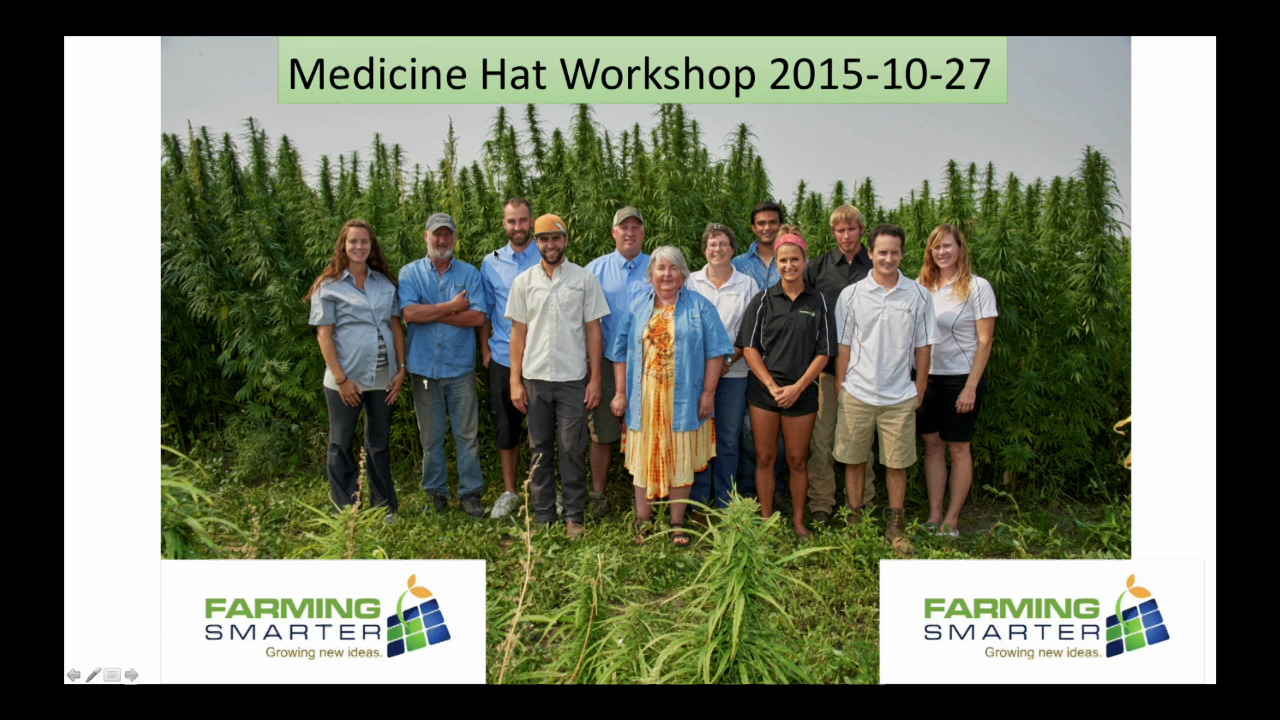 Medicine Hat Workshop 2015-10-27
FARMING
SMARTER
Growing new ideas.
FARMING
SMARTER
Growing new ideas.